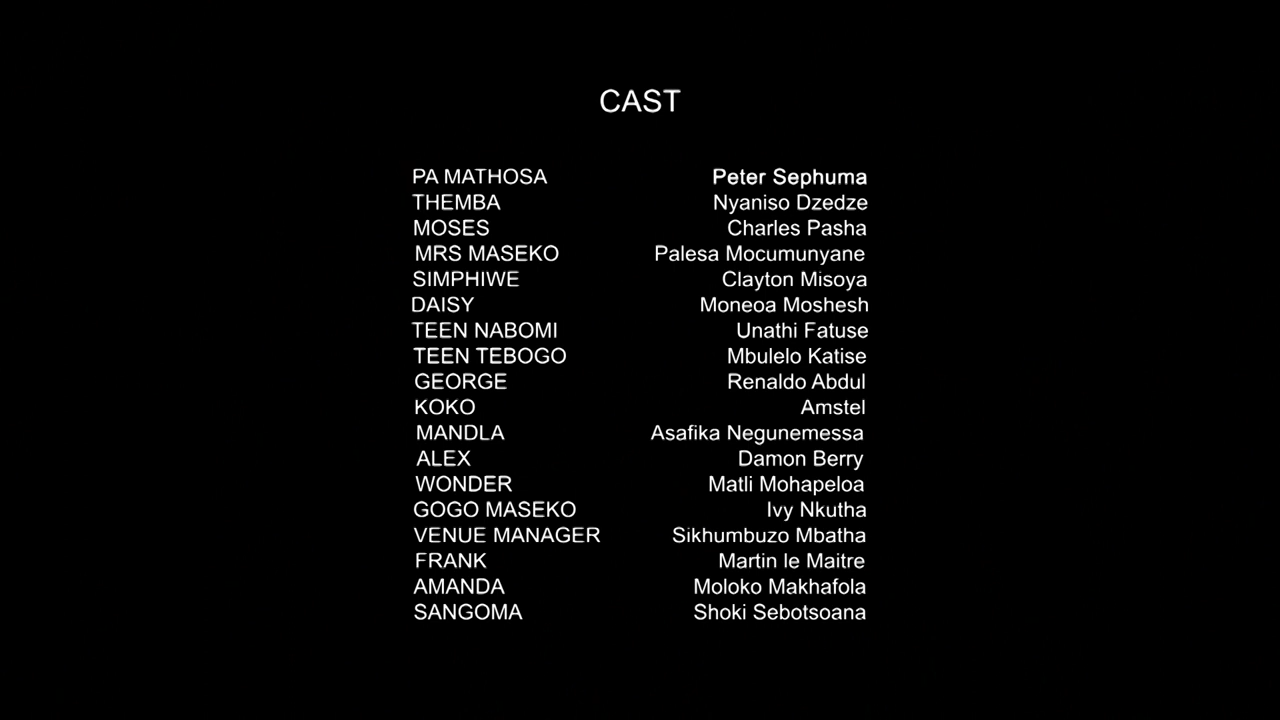 CAST
PA MATHOSA Peter Sephuma
THEMBA Nyaniso Dzedze
MOSES Charles Pasha
MRS MASEKO Palesa Mocumunyane
SIMPHIWE Clayton Misoya
DAISY Moneoa Moshesh
TEEN NABOMI Unathi Fatuse
TEEN TEBOGO Mbulelo Katise
GEORGE Renaldo Abdul
KOKO Amstel
MANDLA Asafika Negunemessa
ALEX Damon Berry
WONDER Matli Mohapeloa
GOGO MASEKO Ivy Nkutha
VENUE MANAGER Sikhumbuzo Mbatha
FRANK Martin le Maitre
AMANDA Moloko Makhafola
SANGOMA Shoki Sebotsoana